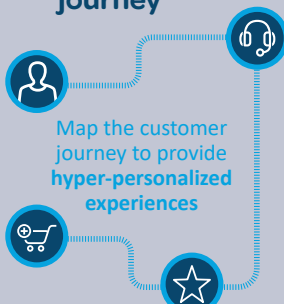 journey
Map the customer
journey to provide
hyper-personalized
experiences